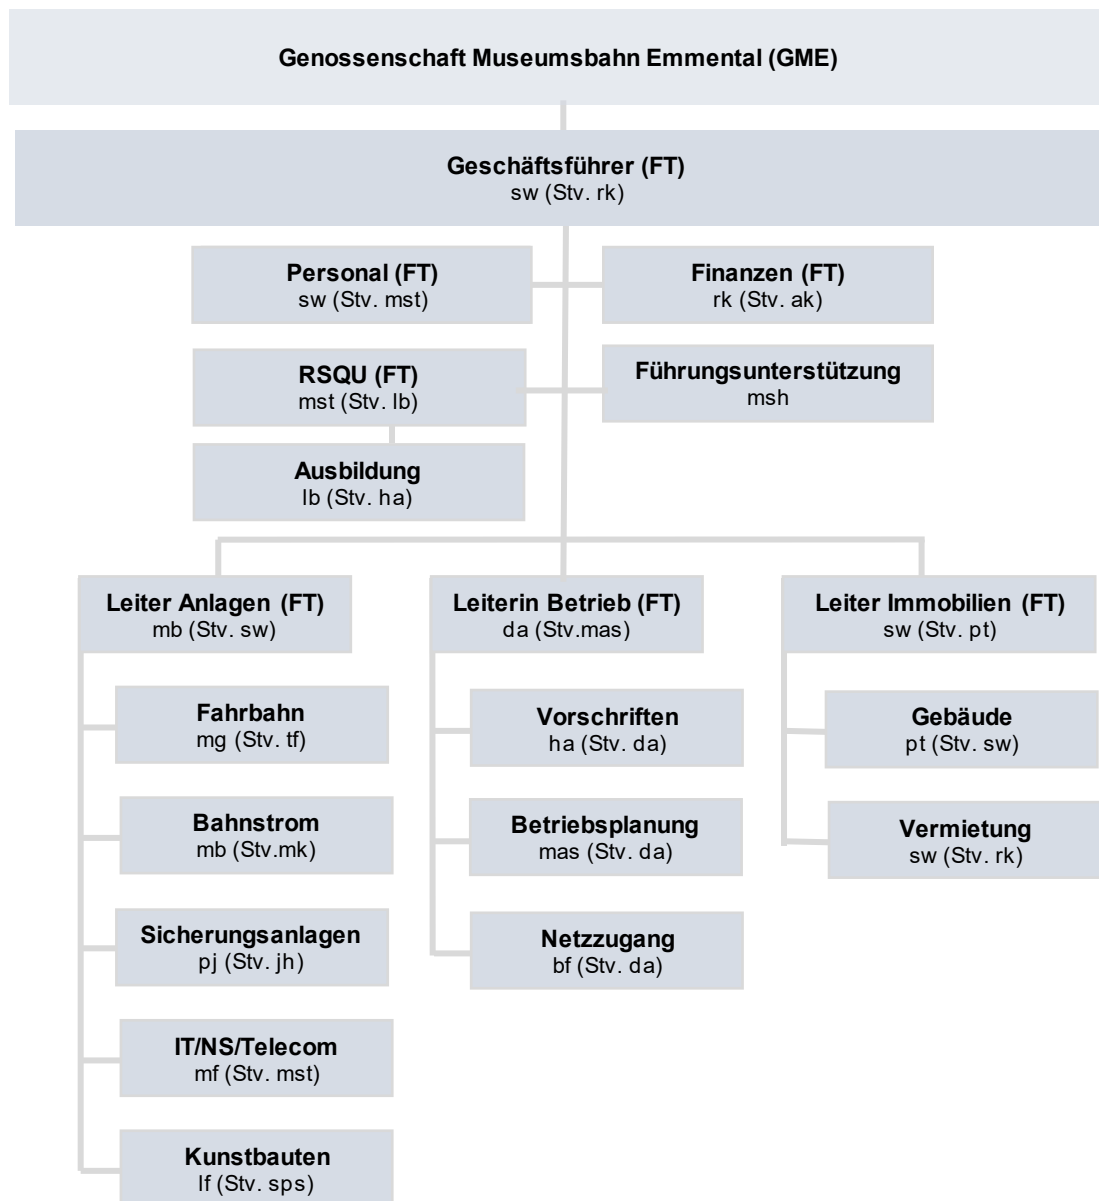 Genossenschaft Museumsbahn Emmental (GME)
Geschäftsführer (FT)
sw (Stv. rk)
Personal (FT)
sw (Stv. mst)
Finanzen (FT)
rk (Stv. ak)
RSQU (FT)
mst (Stv. lb)
Führungsunterstützung
msh
Ausbildung
lb (Stv. ha)
Leiter Anlagen (FT)
mb (Stv. sw)
Leiterin Betrieb (FT)
da (Stv.mas)
Leiter Immobilien (FT)
sw (Stv. pt)
Fahrbahn
mg (Stv. tf)
Bahnstrom
mb (Stv.mk)
Sicherungsanlagen
pj (Stv. jh)
IT/NS/Telecom
mf (Stv. mst)
Kunstbauten
lf (Stv. sps)
Vorschriften
ha (Stv. da)
Betriebsplanung
mas (Stv. da)
Netzzugang
bf (Stv. da)
Gebäude
pt (Stv. sw)
Vermietung
sw (Stv. rk)